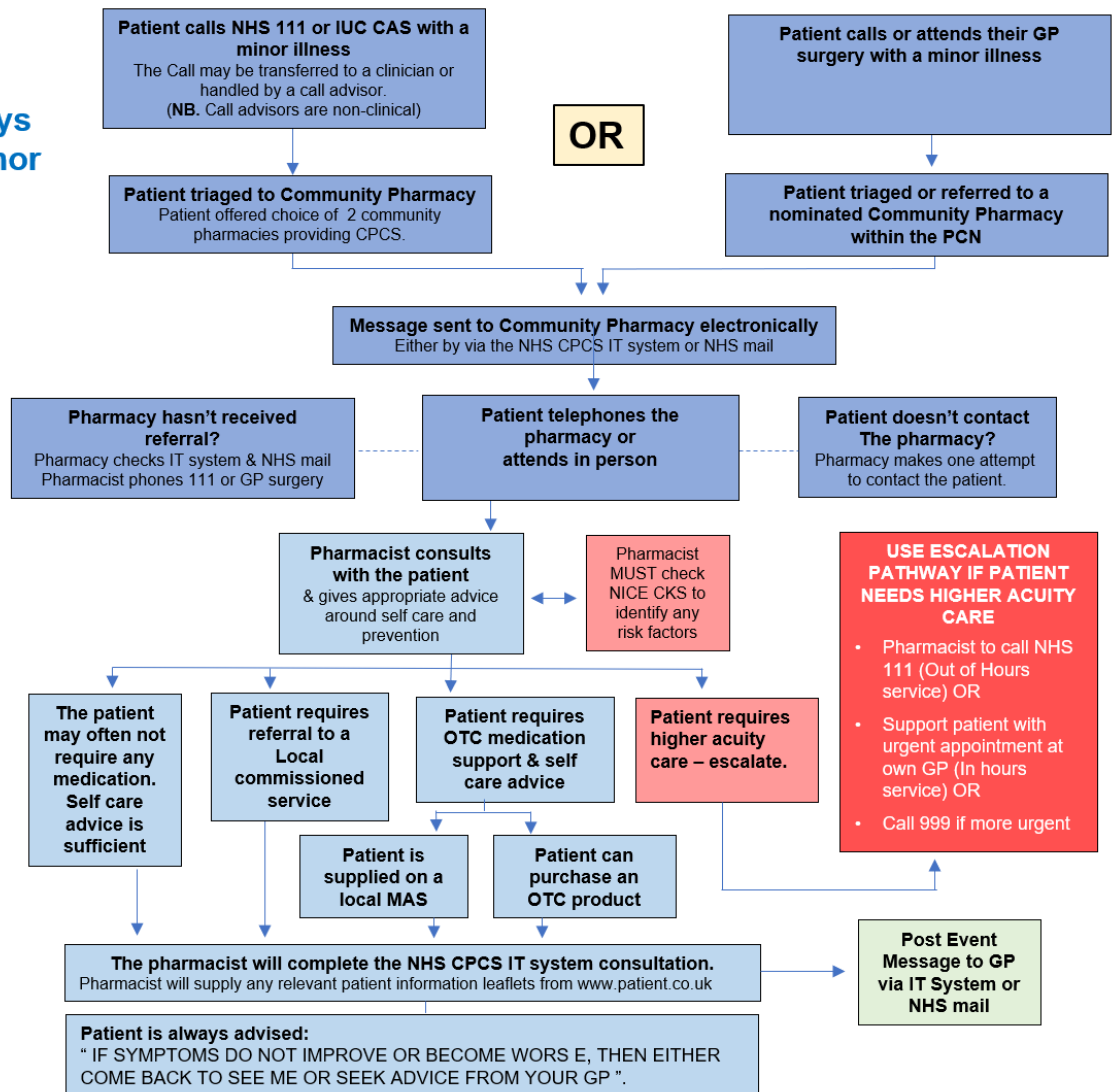 Patient calls NHS 111 or IUC CAS with a
minor illness
The Call may be transferred to a clinician or
handled by a call advisor.
(NB. Call advisors are non-clinical)
OR
Patient calls or attends their GP
surgery with a minor illness
ys
nor
Patient triaged to Community Pharmacy
Patient offered choice of 2 community
pharmacies providing CPCS.
Patient triaged or referred to a
nominated Community Pharmacy
within the PCN
Message sent to Community Pharmacy electronically
Either by via the NHS CPCS IT system or NHS mail
Pharmacy hasn't received
referral?
Pharmacy checks IT system & NHS mail
Pharmacist phones 111 or GP surgery
Patient telephones the
pharmacy or
attends in person
Patient doesn't contact
The pharmacy?
Pharmacy makes one attempt
to contact the patient.
Pharmacist consults
with the patient
& gives appropriate advice
around self care and
prevention
Pharmacist
MUST check
NICE CKS to
identify any
risk factors
USE ESCALATION
PATHWAY IF PATIENT
NEEDS HIGHER ACUITY
CARE
• Pharmacist to call NHS
111 (Out of Hours
service) OR
• Support patient with
urgent appointment at
own GP (In hours
service) OR
• Call 999 if more urgent
The patient
may often not
require any
medication.
Self care
advice is
sufficient
Patient requires
referral to a
Local
commissioned
service
Patient requires
OTC medication
support & self
care advice
Patient requires
higher acuity
care – escalate.
Patient is
supplied on a
local MAS
Patient can
purchase an
OTC product
The pharmacist will complete the NHS CPCS IT system consultation.
Pharmacist will supply any relevant patient information leaflets from www.patient.co.uk
Post Event
Message to GP
via IT System or
NHS mail
Patient is always advised:
" IF SYMPTOMS DO NOT IMPROVE OR BECOME WORS E, THEN EITHER
COME BACK TO SEE ME OR SEEK ADVICE FROM YOUR GP ".